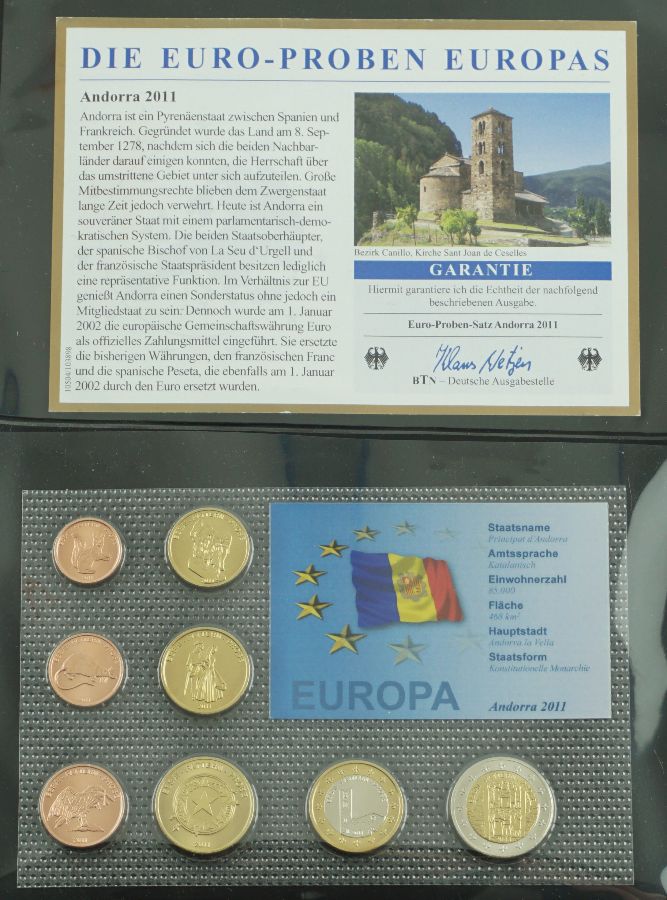 DIE EURO-PROBEN EUROPAS
Andorra 2011
Andorra ist ein Pyrenäenstaat zwischen Spanien und
Frankreich. Gegründet wurde das Land am 8. Sep-
tember 1278, nachdem sich die beiden Nachbar-
länder darauf einigen konnten, die Herrschaft über
das umstrittene Gebiet unter sich aufzuteilen. Große
Mitbestimmungsrechte blieben dem Zwergenstaat
lange Zeit jedoch verwehrt. Heute ist Andorra ein
souveräner Staat mit einem parlamentarisch-demo-
kratischen System. Die beiden Staatsoberhäupter,
der spanische Bischof von La Seu d'Urgell und
der französische Staatspräsident besitzen lediglich
eine repräsentative Funktion. Im Verhältnis zur EU
genießt Andorra einen Sonderstatus ohne jedoch ein
Mitgliedstaat zu sein. Dennoch wurde am 1. Januar
2002 die europäische Gemeinschaftswährung Euro
als offizielles Zahlungsmittel eingeführt. Sie ersetzte
die bisherigen Währungen, den französischen Franc
und die spanische Peseta, die ebenfalls am 1. Januar
2002 durch den Euro ersetzt wurden.
Bezirk Canillo, Kirche Sant Joan de Caselles
GARANTIE
Hiermit garantiere ich die Echtheit der nachfolgend
beschriebenen Ausgabe.
Euro-Proben-Satz Andorra 2011
BTN – Deutsche Ausgabestelle
Staatsname
Principat d'Andorra
Amtssprache
Katalanisch
Einwohnerzahl
85.000
Fläche
468 km²
Hauptstadt
Andorra la Vella
Staatsform
Konstitutionelle Monarchie
EUROPA
Andorra 2011
2011
2011
2011